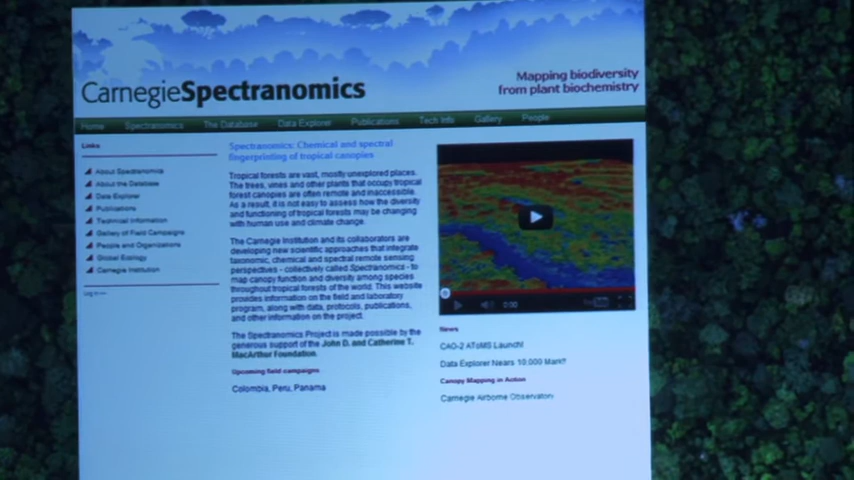 CarnegieSpectranomics
Mapping biodiversity
from plant biochemistry
Home Spectranomics The Database Data Explorer Publications Tech Info Gallery People
Links
About Spectranomics
About the Database
Data Explorer
Publications
Technical Information
Gallery of Field Campaigns
People and Organizations
Global Ecology
Carnegie Institution
Log in
Spectranomics: Chemical and spectral
fingerprinting of tropical canopies
Tropical forests are vast, mostly unexplored places.
The trees, vines and other plants that occupy tropical
forest canopies are often remote and inaccessible.
As a result, it is not easy to assess how the diversity
and functioning of tropical forests may be changing
with human use and climate change.
The Carnegie Institution and its collaborators are
developing new scientific approaches that integrate
taxonomic, chemical and spectral remote sensing
perspectives - collectively called Spectranomics - to
map canopy function and diversity among species
throughout tropical forests of the world. This website
provides information on the field and laboratory
program, along with data, protocols, publications,
and other information on the project.
The Spectranomics Project is made possible by the
generous support of the John D. and Catherine T.
MacArthur Foundation.
Upcoming field campaigns
Colombia, Peru, Panama
0:00
YouTube
News
CAO-2 AToMS Launch!
Data Explorer Nears 10,000 Mark!!
Canopy Mapping in Action
Carnegie Airborne Observatory